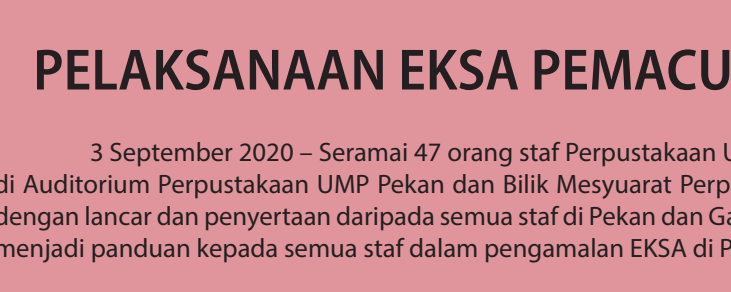 PELAKSANAAN EKSA PEMACU
3 September 2020 – Seramai 47 orang staf Perpustakaan
di Auditorium Perpustakaan UMP Pekan dan Bilik Mesyuarat
dengan lancar dan penyertaan daripada semua staf di Pekan dan
menjadi panduan kepada semua staf dalam pengamalan EKSA di